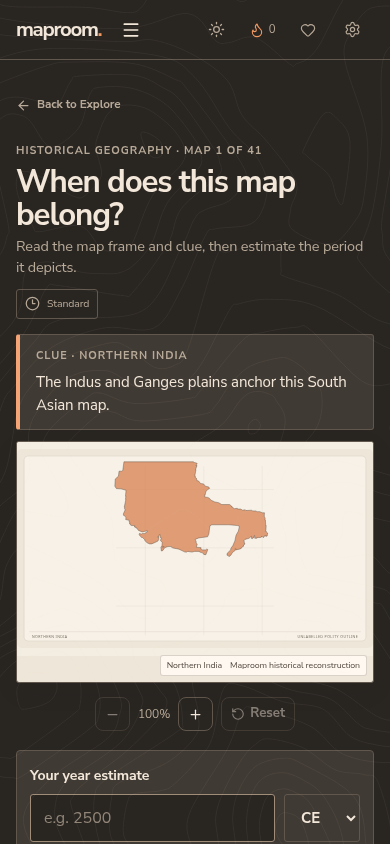 maproom.
0
Back to Explore
HISTORICAL GEOGRAPHY · MAP 1 OF 41
When does this map
belong?
Read the map frame and clue, then estimate the period
it depicts.
Standard
CLUE · NORTHERN INDIA
The Indus and Ganges plains anchor this South
Asian map.
NORTHERN INDIA
UNLABELLED POLITY OUTLINE
Northern India Maproom historical reconstruction
100%
Reset
Your year estimate
e.g. 2500
CE